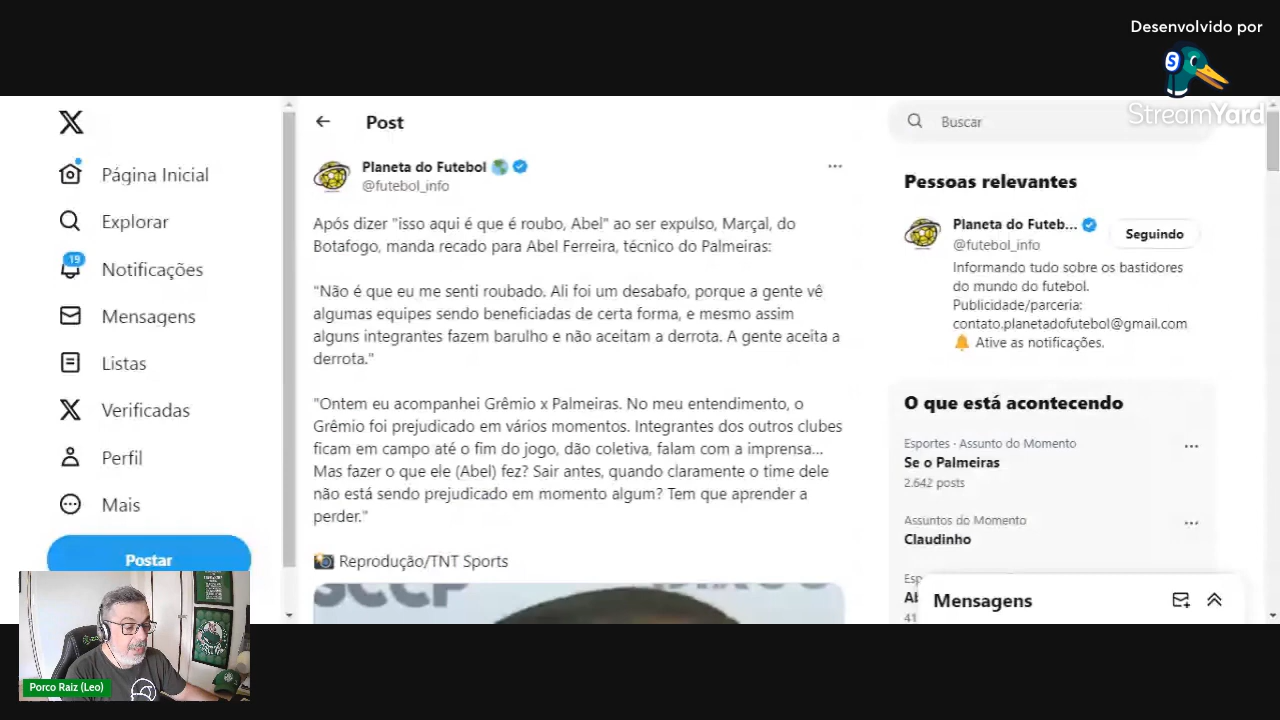 Desenvolvido por
StreamYard
Página Inicial
Explorar
19
Notificações
Mensagens
Listas
Verificadas
Perfil
Mais
Postar
Post
Planeta do Futebol
@futebol_info
Após dizer "isso aqui é que é roubo, Abel" ao ser expulso, Marçal, do
Botafogo, manda recado para Abel Ferreira, técnico do Palmeiras:
"Não é que eu me senti roubado. Ali foi um desabafo, porque a gente vê
algumas equipes sendo beneficiadas de certa forma, e mesmo assim
alguns integrantes fazem barulho e não aceitam a derrota. A gente aceita a
derrota."
"Ontem eu acompanhei Grêmio x Palmeiras. No meu entendimento, o
Grêmio foi prejudicado em vários momentos. Integrantes dos outros clubes
ficam em campo até o fim do jogo, dão coletiva, falam com a imprensa...
Mas fazer o que ele (Abel) fez? Sair antes, quando claramente o time dele
não está sendo prejudicado em momento algum? Tem que aprender a
perder."
Reprodução/TNT Sports
SCCP
Buscar
Pessoas relevantes
Planeta do Futeb...
@futebol_info
Seguindo
Informando tudo sobre os bastidores
do mundo do futebol.
Publicidade/parceria:
contato.planetadofutebol@gmail.com
Ative as notificações.
O que está acontecendo
Esportes · Assunto do Momento
Se o Palmeiras
2.642 posts
Assuntos do Momento
Claudinho
Mensagens
Porco Raiz (Leo)